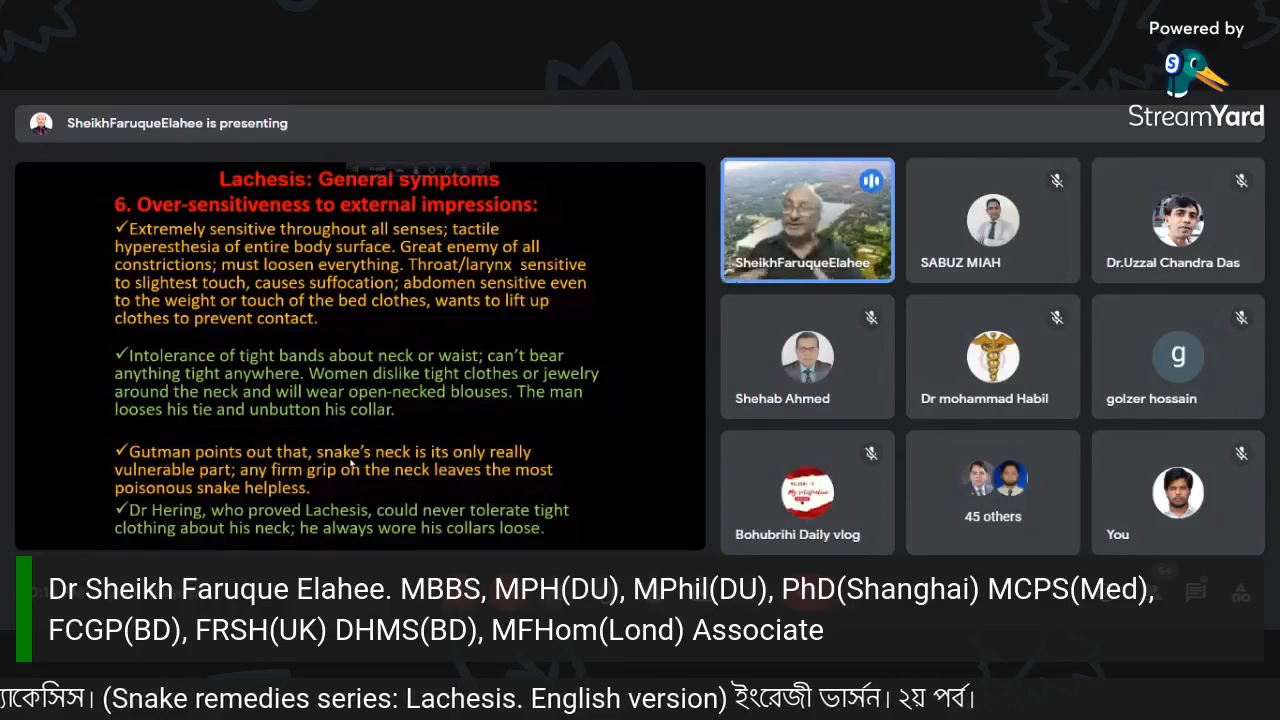 Powered by
StreamYard
SheikhFaruqueElahee is presenting
Lachesis: General symptoms
6. Over-sensitiveness to external impressions:
✓Extremely sensitive throughout all senses; tactile
hyperesthesia of entire body surface. Great enemy of all
constrictions; must loosen everything. Throat/larynx sensitive
to slightest touch, causes suffocation; abdomen sensitive even
to the weight or touch of the bed clothes, wants to lift up
clothes to prevent contact.
✓Intolerance of tight bands about neck or waist; can't bear
anything tight anywhere. Women dislike tight clothes or jewelry
around the neck and will wear open-necked blouses. The man
looses his tie and unbutton his collar.
✓Gutman points out that, snake's neck is its only really
vulnerable part; any firm grip on the neck leaves the most
poisonous snake helpless.
✓Dr Hering, who proved Lachesis, could never tolerate tight
clothing about his neck; he always wore his collars loose.
SheikhFaruqueElahee
SABUZ MIAH
Dr.Uzzal Chandra Das
Shehab Ahmed
Dr mohammad Habil
g
golzer hossain
Bohubrihi Daily vlog
45 others
You
Dr Sheikh Faruque Elahee. MBBS, MPH(DU), MPhil(DU), PhD(Shanghai) MCPS(Med),
FCGP(BD), FRSH(UK) DHMS(BD), MFHom(Lond) Associate
্যাকেসিস। (Snake remedies series: Lachesis. English version) ইংরেজী ভার্সন। ২য় পর্ব।